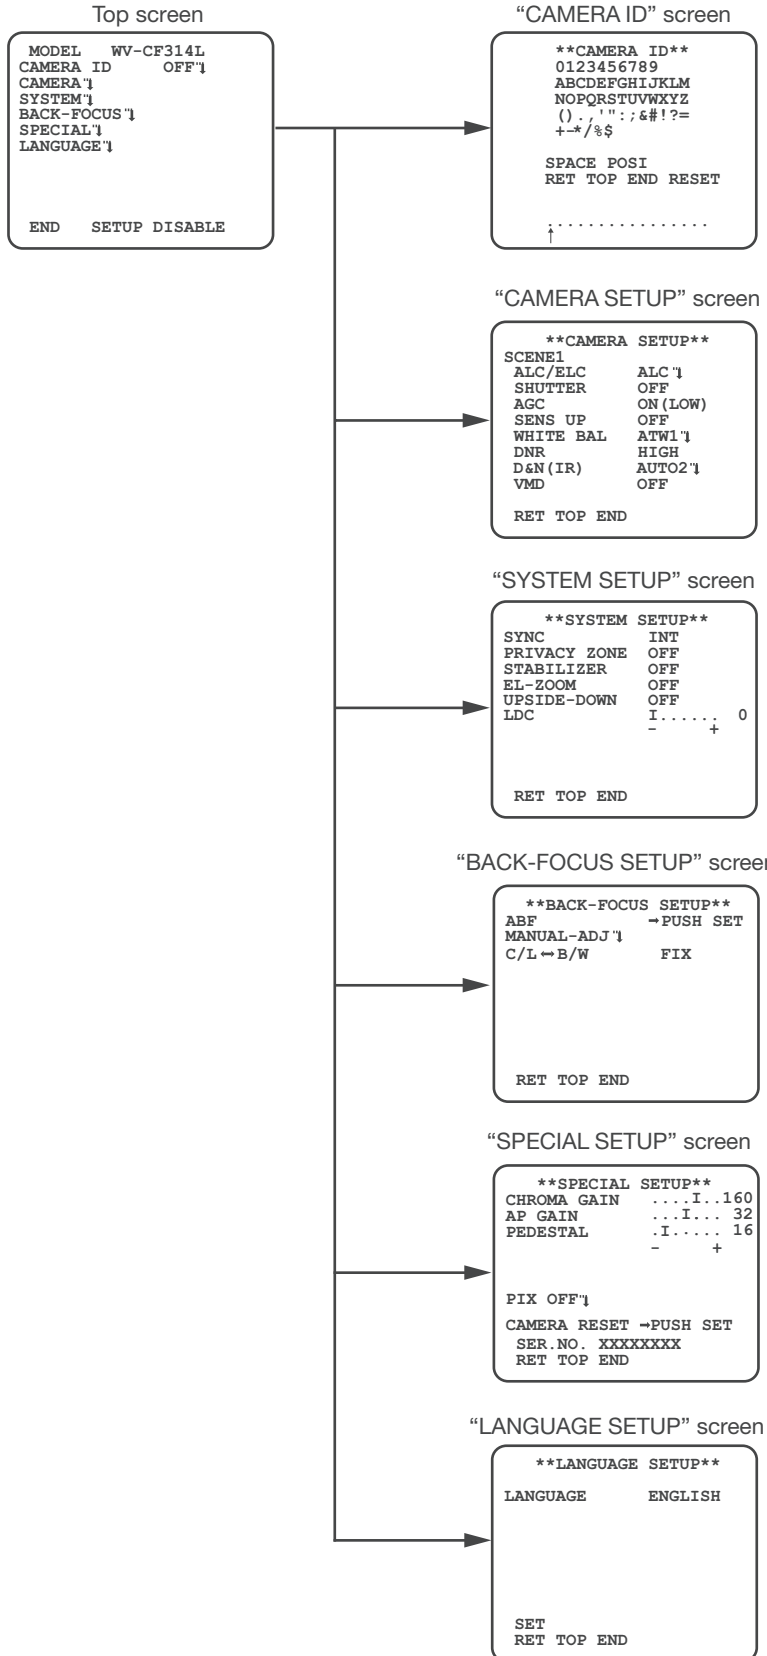 Top screen
MODEL WV-CF314L
CAMERA ID OFF
CAMERA
SYSTEM
BACK-FOCUS
SPECIAL
LANGUAGE
END SETUP DISABLE
“CAMERA ID” screen
**CAMERA ID**
0123456789
ABCDEFGHIJKLM
NOPQRSTUVWXYZ
().,'":;&#!?=
+-*/%$
SPACE POSI
RET TOP END RESET
................
↑
“CAMERA SETUP” screen
**CAMERA SETUP**
SCENE1
ALC/ELC ALC
SHUTTER OFF
AGC ON(LOW)
SENS UP OFF
WHITE BAL ATW1
DNR HIGH
D&N(IR) AUTO2
VMD OFF
RET TOP END
“SYSTEM SETUP” screen
**SYSTEM SETUP**
SYNC INT
PRIVACY ZONE OFF
STABILIZER OFF
EL-ZOOM OFF
UPSIDE-DOWN OFF
LDC I...... 0
- +
RET TOP END
“BACK-FOCUS SETUP” screen
**BACK-FOCUS SETUP**
ABF →PUSH SET
MANUAL-ADJ
C/L↔B/W FIX
RET TOP END
“SPECIAL SETUP” screen
**SPECIAL SETUP**
CHROMA GAIN ....I..160
AP GAIN ...I... 32
PEDESTAL .I..... 16
- +
PIX OFF
CAMERA RESET →PUSH SET
SER.NO. XXXXXXXX
RET TOP END
“LANGUAGE SETUP” screen
**LANGUAGE SETUP**
LANGUAGE ENGLISH
SET
RET TOP END